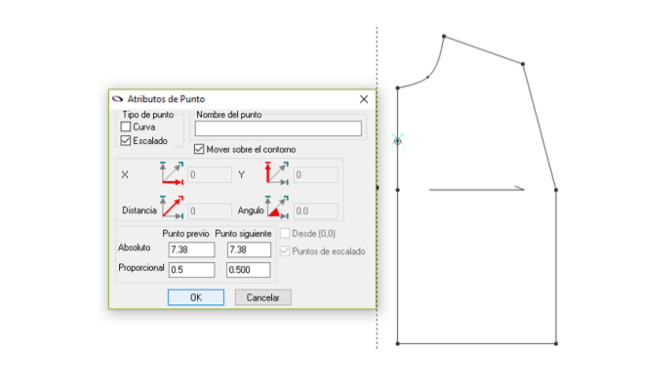 Atributos de Punto
Tipo de punto
Nombre del punto
Curva
Escalado
Mover sobre el contorno
X 0 Y 0
Distancia 0 Angulo 0.0
Punto previo Punto siguiente
Desde (0,0)
Absoluto 7.38 7.38
Puntos de escalado
Proporcional 0.5 0.500
OK Cancelar